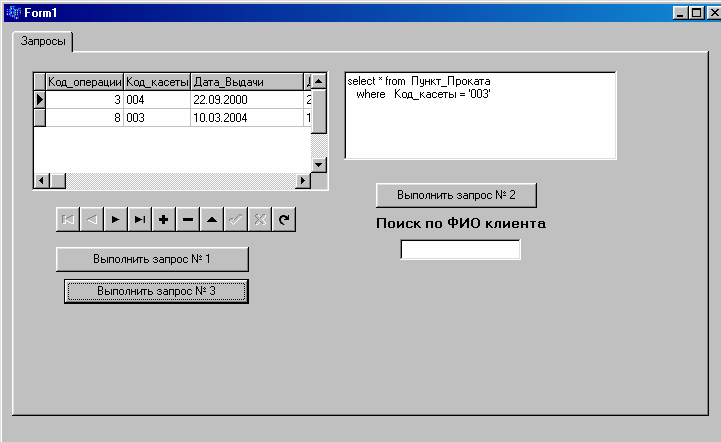 Form1
Запросы
Код_операции Код_касеты Дата_Выдачи
3 004 22.09.2000 2
8 003 10.03.2004 1
select * from Пункт_Проката
where Код_касеты = '003'
Выполнить запрос № 2
Поиск по ФИО клиента
Выполнить запрос № 1
Выполнить запрос № 3